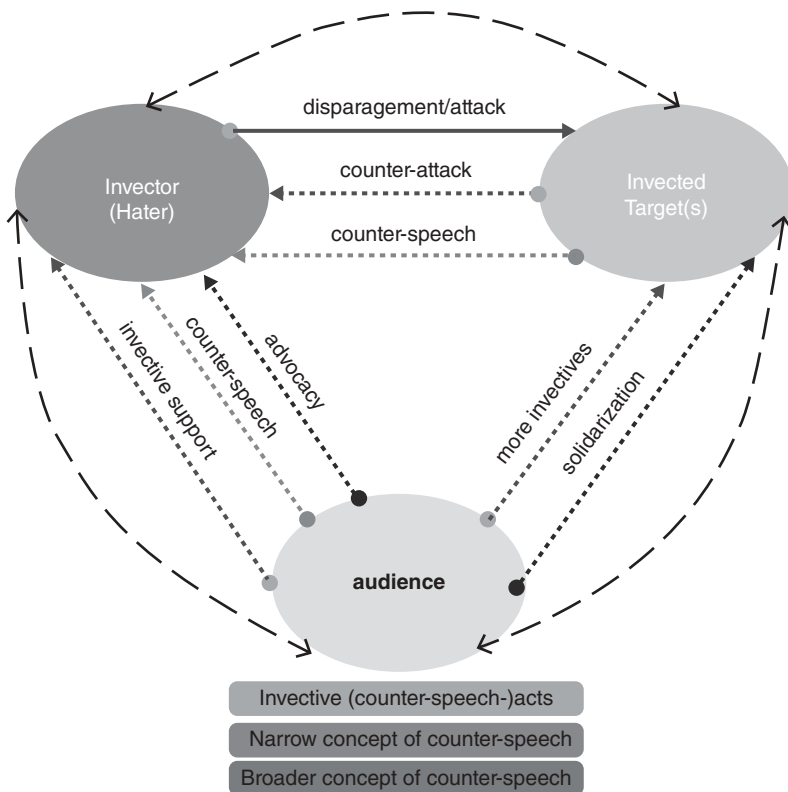 disparagement/attack
Invector
(Hater)
counter-attack
Invected
Target(s)
counter-speech
invective support
counter-speech
advocacy
more invectives
solidarization
audience
Invective (counter-speech-)acts
Narrow concept of counter-speech
Broader concept of counter-speech